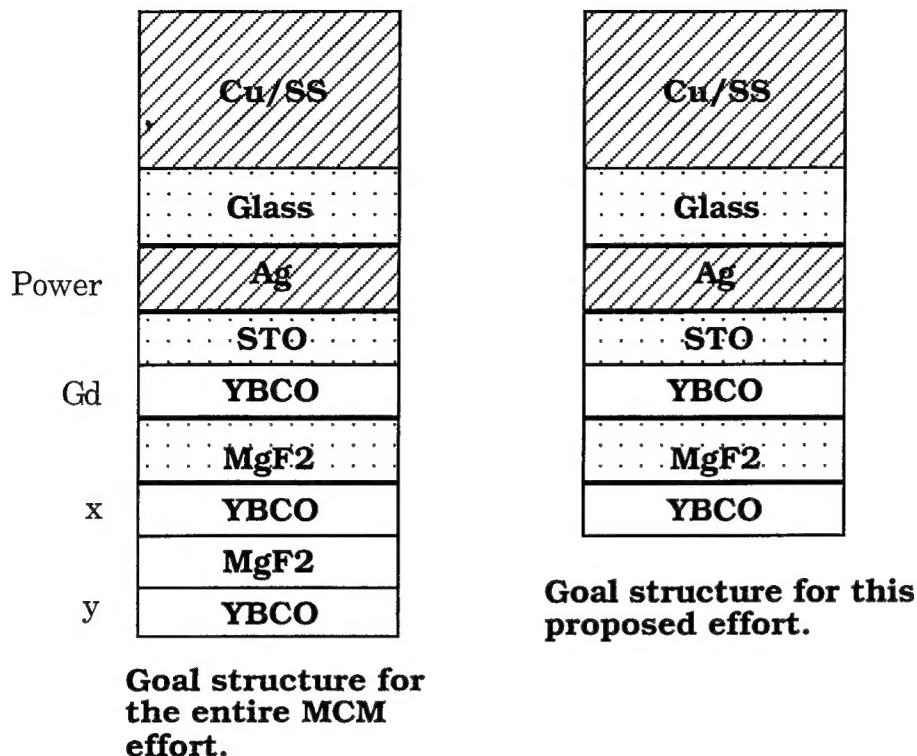 Cu/SS
Glass
Power
Ag
STO
Gd
YBCO
MgF2
x
YBCO
MgF2
y
YBCO
Goal structure for
the entire MCM
effort.
Cu/SS
Glass
Ag
STO
YBCO
MgF2
YBCO
Goal structure for this
proposed effort.